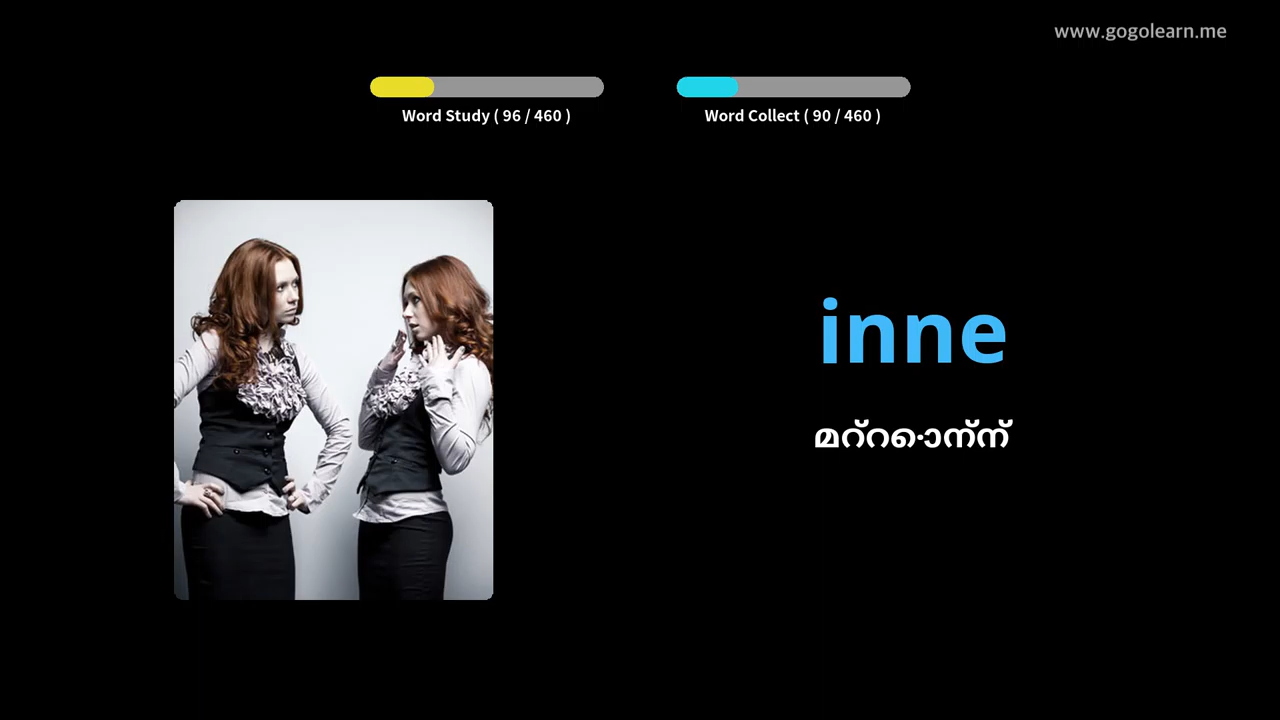 www.gogolearn.me
Word Study ( 96 / 460 )
Word Collect ( 90 / 460 )
inne
മറ്റൊന്ന്